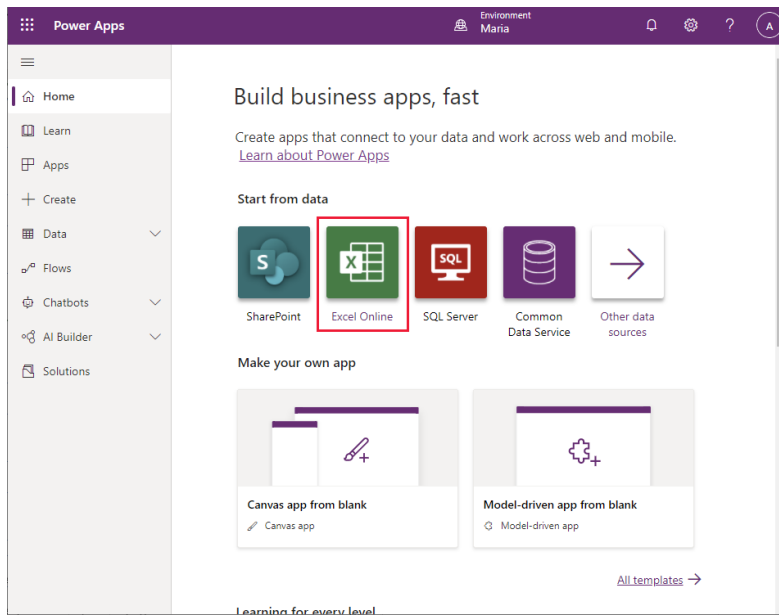 Power Apps
Environment
Maria
A
Home
Learn
Apps
Create
Data
Flows
Chatbots
AI Builder
Solutions
Build business apps, fast
Create apps that connect to your data and work across web and mobile.
Learn about Power Apps
Start from data
S
X
SQL
SharePoint
Excel Online
SQL Server
Common
Data Service
Other data
sources
Make your own app
Canvas app from blank
Canvas app
Model-driven app from blank
Model-driven app
All templates
Learning for every level